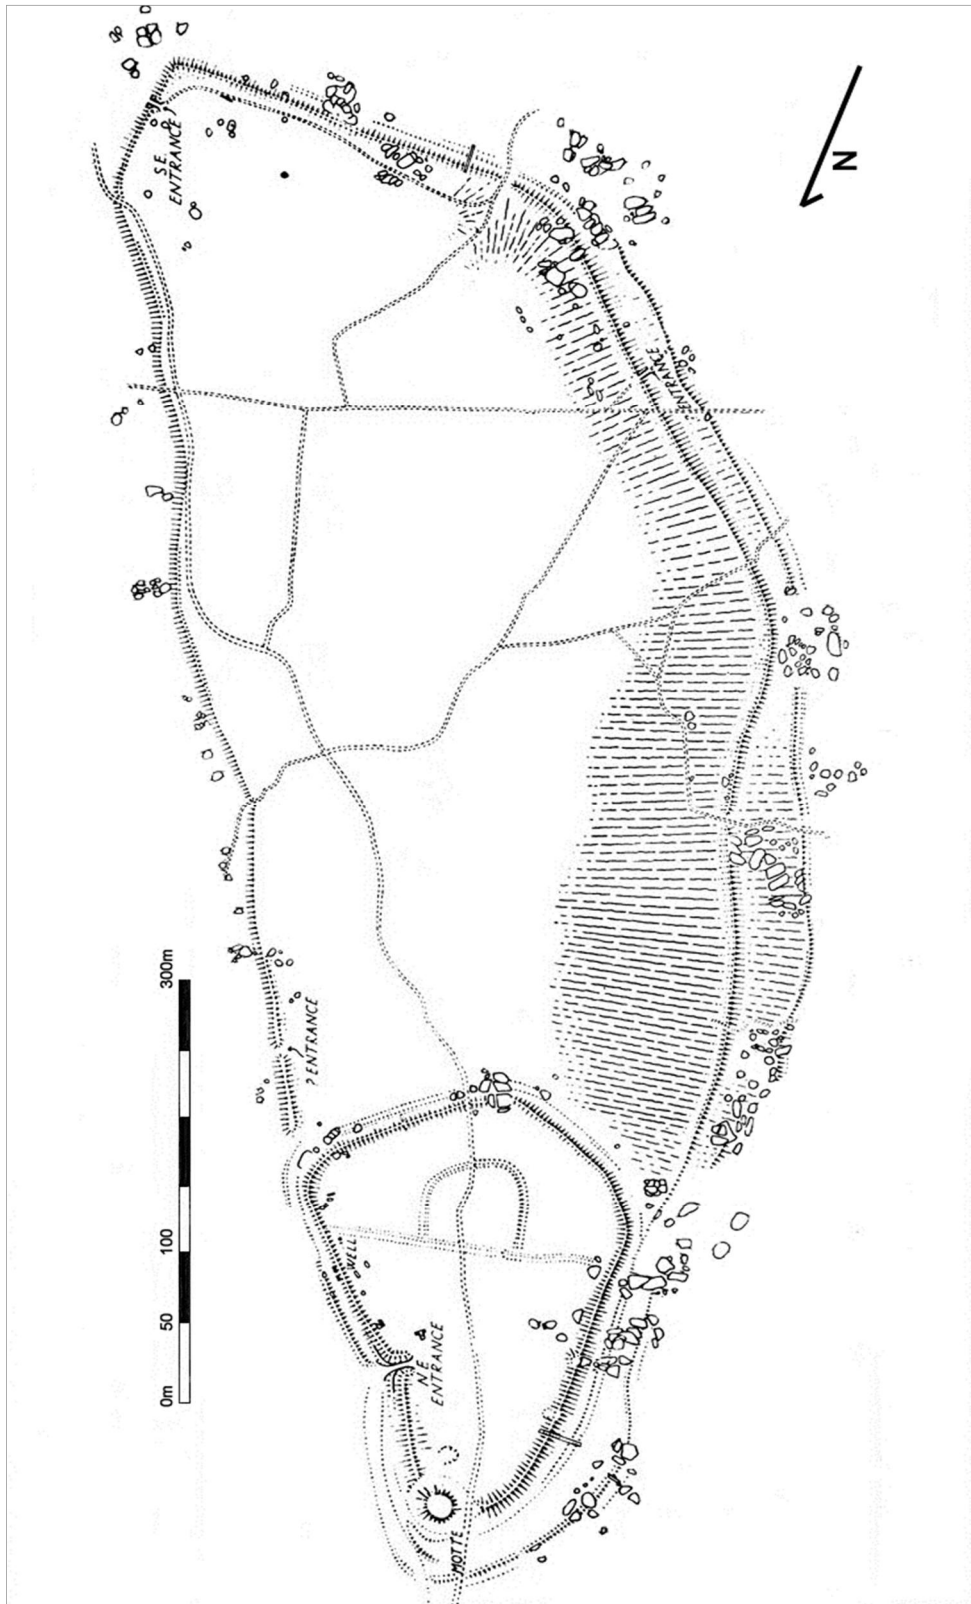 S.E.
ENTRANCE
N
?ENTRANCE
300m
100
50
0m
? ENTRANCE
WELL
N E
ENTRANCE
MOTTE